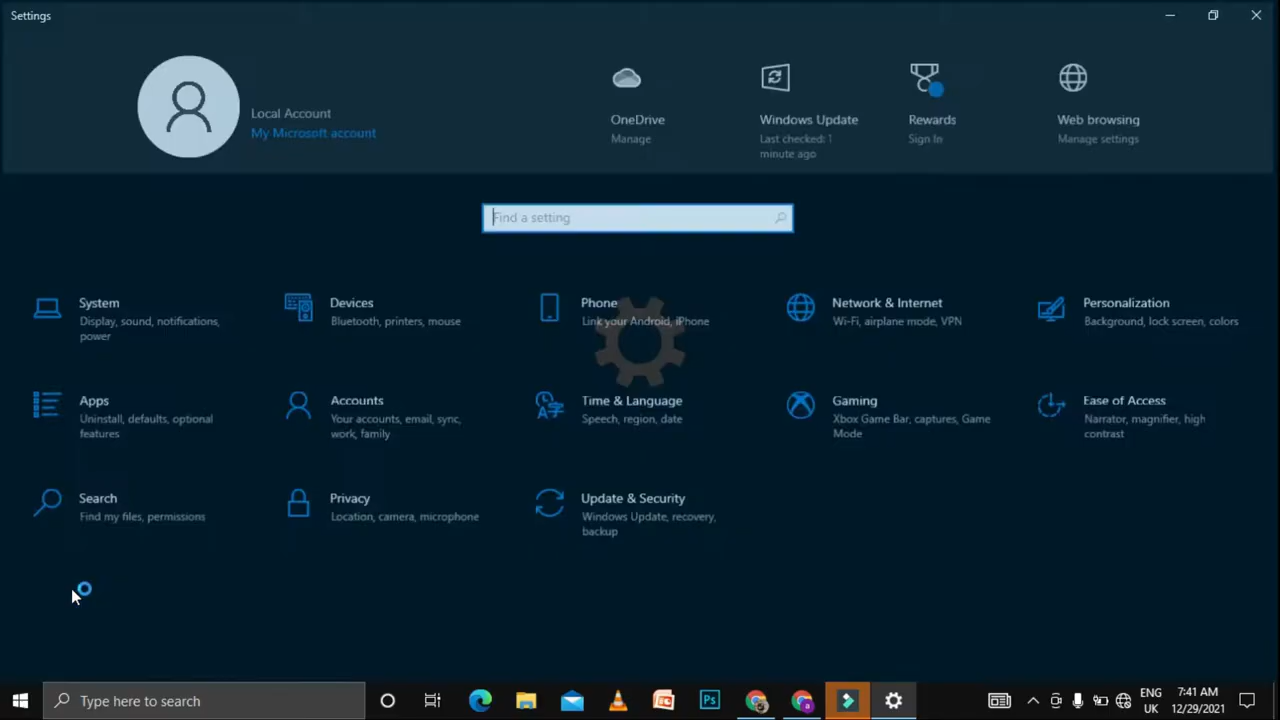 Settings
Local Account
My Microsoft account
OneDrive
Manage
Windows Update
Last checked: 1
minute ago
Rewards
Sign In
Web browsing
Manage settings
Find a setting
System
Display, sound, notifications,
power
Devices
Bluetooth, printers, mouse
Phone
Link your Android, iPhone
Network & Internet
Wi-Fi, airplane mode, VPN
Personalization
Background, lock screen, colors
Apps
Uninstall, defaults, optional
features
Accounts
Your accounts, email, sync,
work, family
Time & Language
Speech, region, date
Gaming
Xbox Game Bar, captures, Game
Mode
Ease of Access
Narrator, magnifier, high
contrast
Search
Find my files, permissions
Privacy
Location, camera, microphone
Update & Security
Windows Update, recovery,
backup
Type here to search
Ps
ENG
UK
7:41 AM
12/29/2021